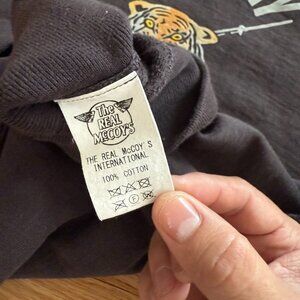 The
REAL
McCOY'S
THE REAL McCOY'S
INTERNATIONAL
100% COTTON